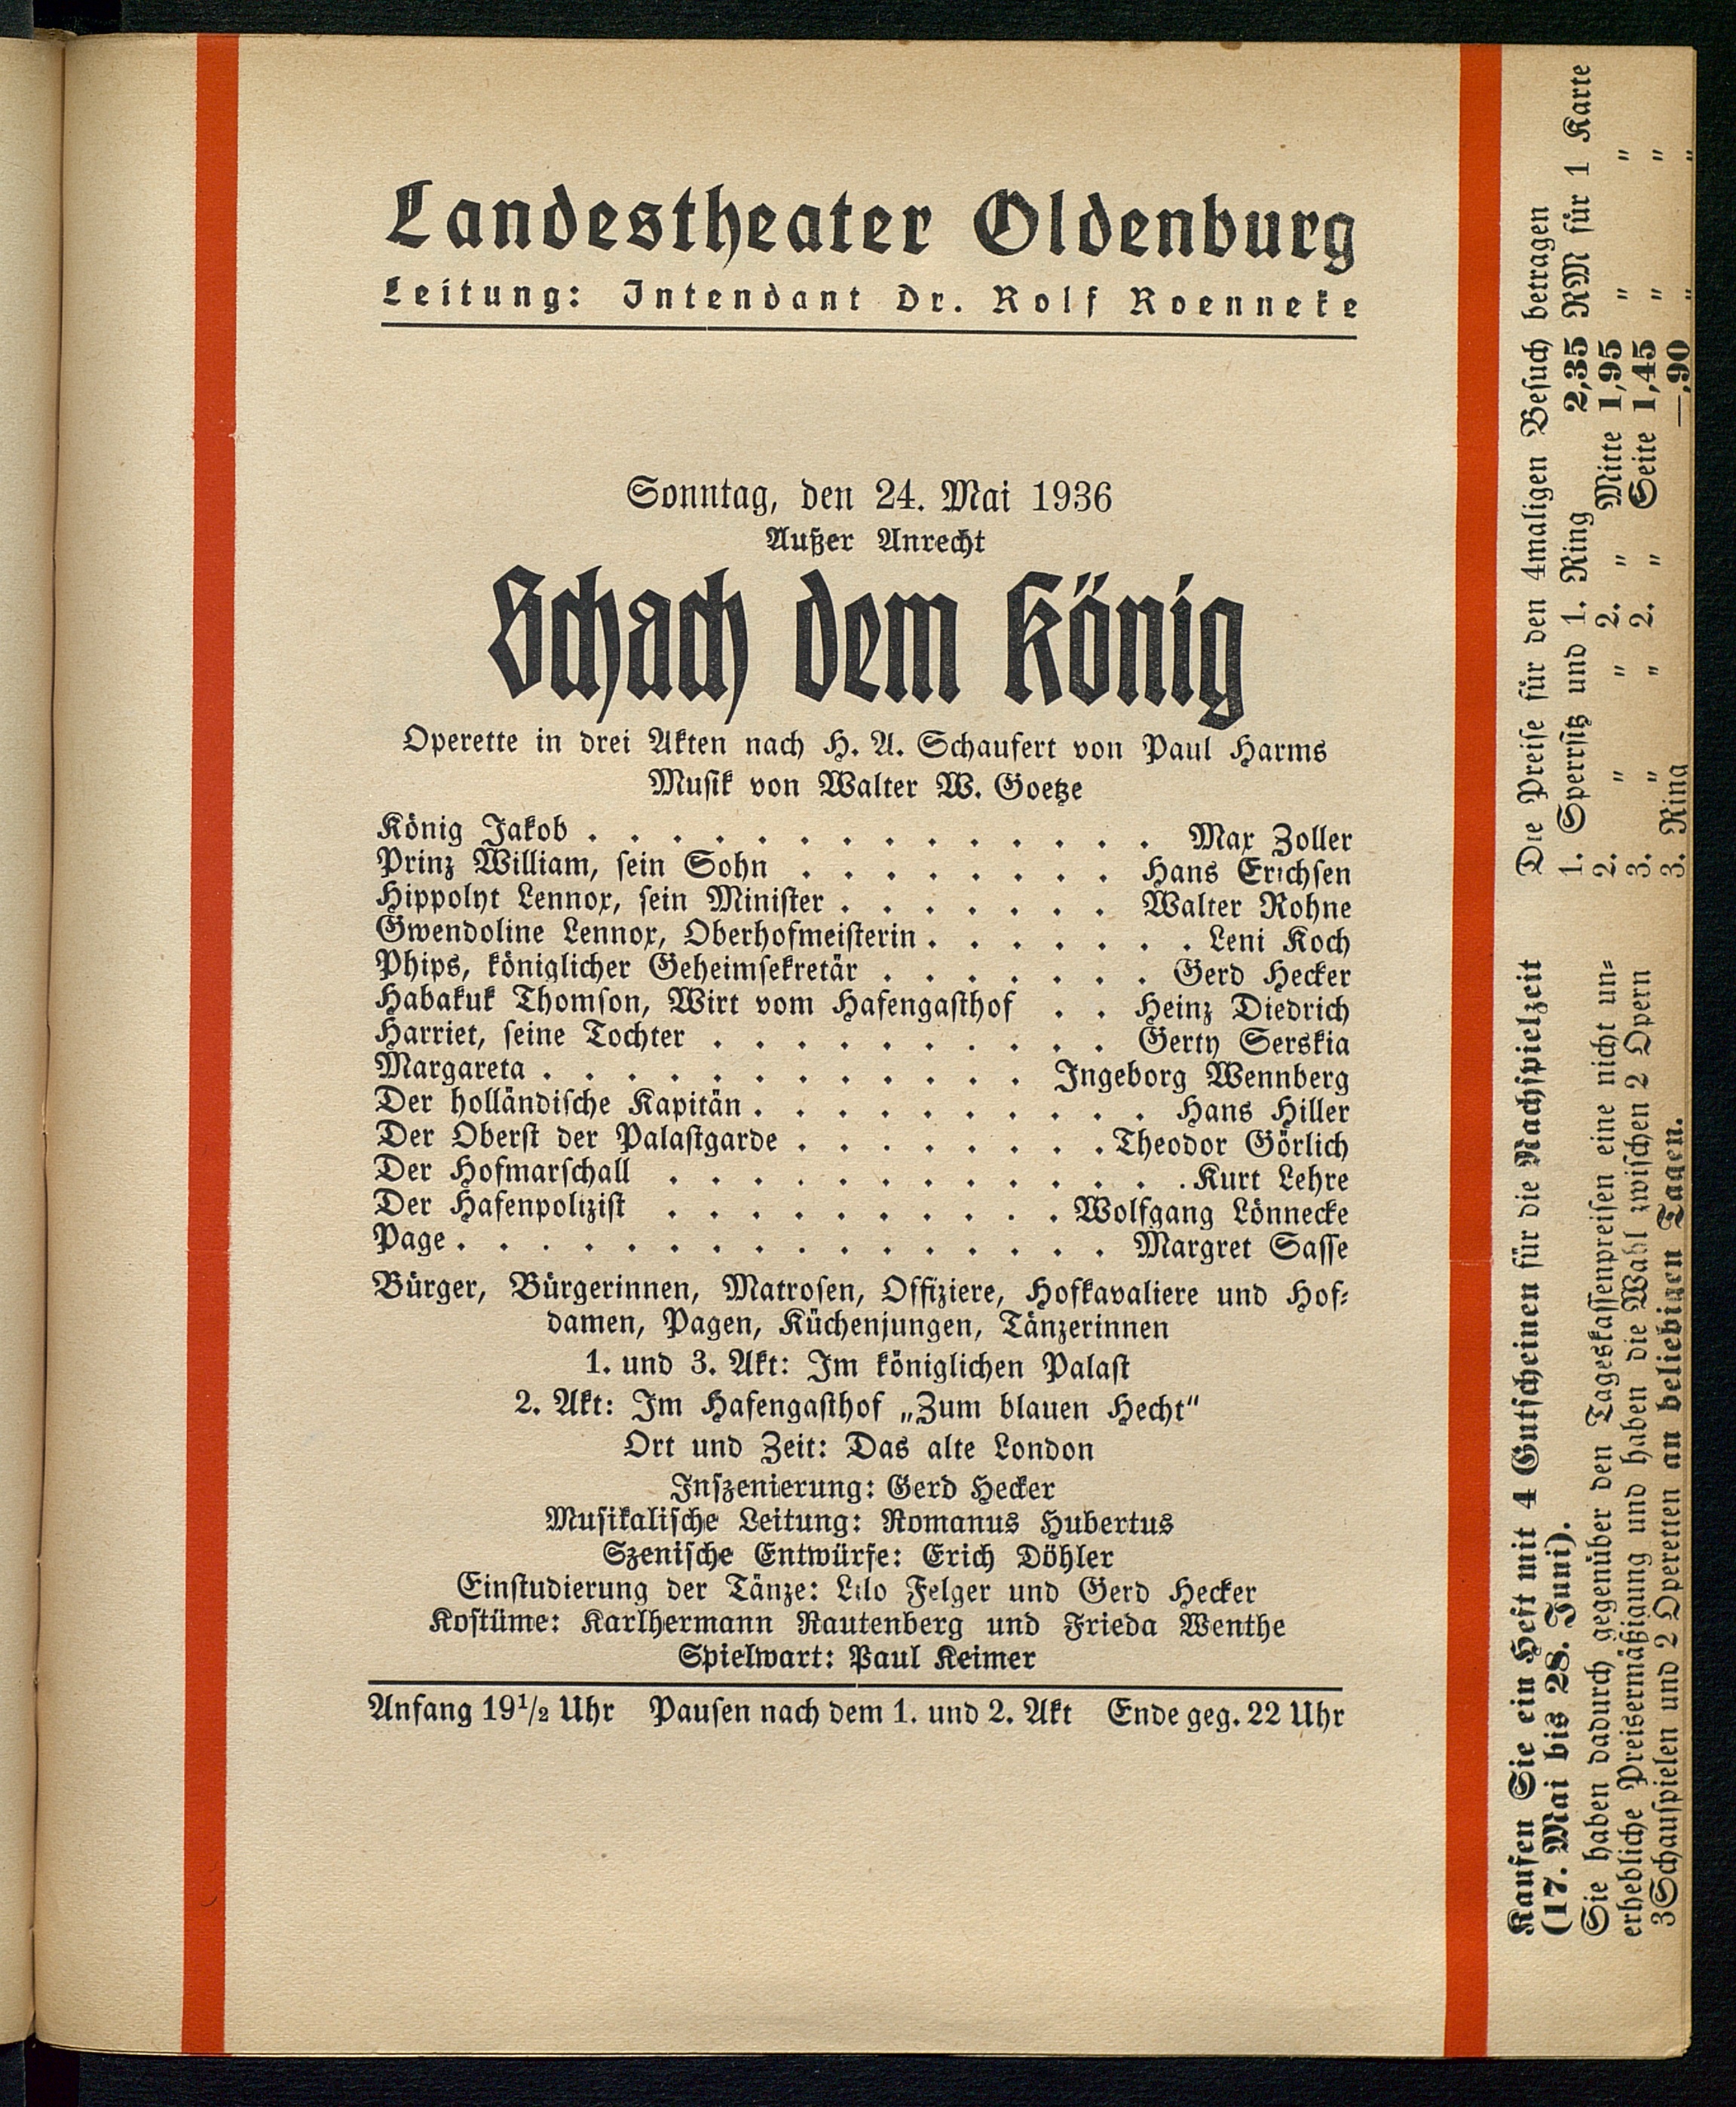 Landestheater Oldenburg
Leitung: Intendant Dr. Rolf Roenneke
Sonntag, den 24. Mai 1936
Außer Anrecht
Schach dem König
Operette in drei Akten nach H. A. Schaufert von Paul Harms
Musik von Walter W. Goetze
König Jakob . . . . . . . . . . . . . . Max Zoller
Prinz William, sein Sohn . . . . . . . . Hans Erichsen
Hippolyt Lennox, sein Minister . . . . . . . Walter Rohne
Gwendoline Lennox, Oberhofmeisterin . . . . . . . Leni Koch
Phips, königlicher Geheimsekretär . . . . . . . Gerd Hecker
Habakuk Thomson, Wirt vom Hafengasthof . . Heinz Diedrich
Harriet, seine Tochter . . . . . . . . . . Gerty Serskia
Margareta . . . . . . . . . . . . Ingeborg Wennberg
Der holländische Kapitän . . . . . . . . . . Hans Hiller
Der Oberst der Palastgarde . . . . . . . . Theodor Görlich
Der Hofmarschall . . . . . . . . . . . . . Kurt Lehre
Der Hafenpolizist . . . . . . . . . . Wolfgang Lönnecke
Page . . . . . . . . . . . . . . . . Margret Sasse
Bürger, Bürgerinnen, Matrosen, Offiziere, Hofkavaliere und Hof-
damen, Pagen, Küchenjungen, Tänzerinnen
1. und 3. Akt: Im königlichen Palast
2. Akt: Im Hafengasthof „Zum blauen Hecht“
Ort und Zeit: Das alte London
Inszenierung: Gerd Hecker
Musikalische Leitung: Romanus Hubertus
Szenische Entwürfe: Erich Döhler
Einstudierung der Tänze: Lilo Felger und Gerd Hecker
Kostüme: Karlhermann Rautenberg und Frieda Wenthe
Spielwart: Paul Keimer
Anfang 19½ Uhr Pausen nach dem 1. und 2. Akt Ende geg. 22 Uhr
Kaufen Sie ein Heft mit 4 Gutscheinen für die Nachspielzeit
(17. Mai bis 28. Juni).
Sie haben dadurch gegenüber den Tageskassenpreisen eine nicht un-
erhebliche Preisermäßigung und haben die Wahl zwischen 2 Opern
3 Schauspielen und 2 Operetten an beliebigen Tagen.
Die Preise für den 4maligen Besuch betragen
1. Sperrsitz und 1. Ring 2,35 RM für 1 Karte
2. " " 2. " Mitte 1,95 " "
3. " " 2. " Seite 1,45 " "
3. Ring —,90 " "